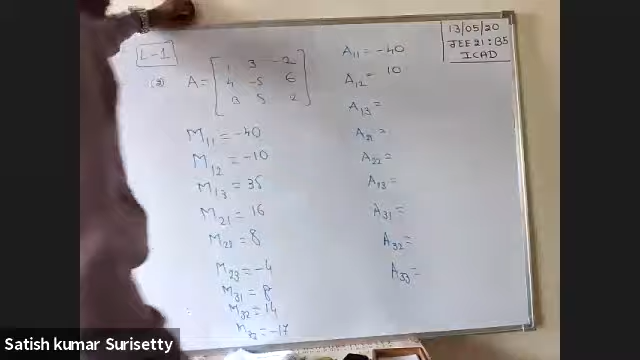 L-1
13/05/20
JEE21:B5
ICAD
(2) A = [ 1 3 -2
4 -5 6
3 5 2 ]
M11 = -40
M12 = -10
M13 = 35
M21 = 16
M22 = 8
M23 = -4
M31 = 8
M32 = 14
M33 = -17
A11 = -40
A12 = 10
A13 =
A21 =
A22 =
A23 =
A31 =
A32 =
A33 =
Satish kumar Surisetty